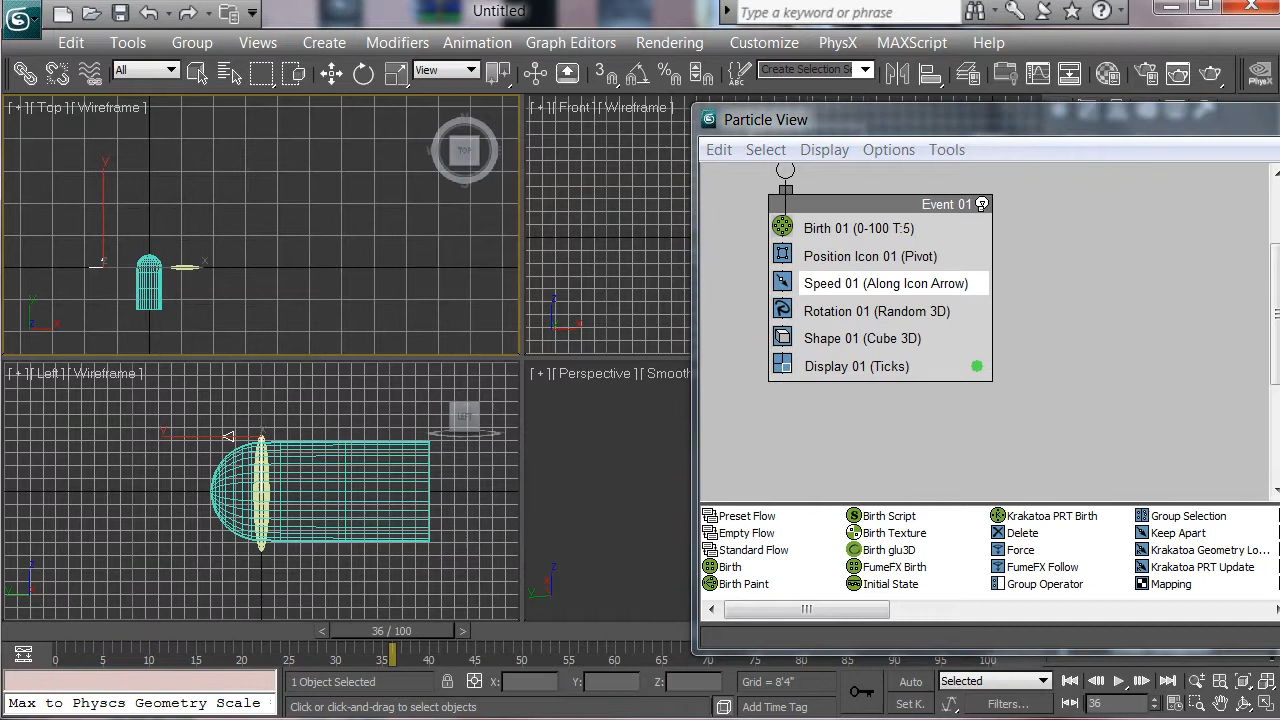 Untitled
Type a keyword or phrase
Edit Tools Group Views Create Modifiers Animation Graph Editors Rendering Customize PhysX MAXScript Help
All View Create Selection Se PhysX
[+][Top][Wireframe]
[+][Front][Wireframe]
TOP
y
x
z
x
z
x
Particle View
Edit Select Display Options Tools
Event 01
Birth 01 (0-100 T:5)
Position Icon 01 (Pivot)
Speed 01 (Along Icon Arrow)
Rotation 01 (Random 3D)
Shape 01 (Cube 3D)
Display 01 (Ticks)
[+][Left][Wireframe]
[+][Perspective][Smoo
LEFT
y
z
y
z
y
Preset Flow Birth Script Krakatoa PRT Birth Group Selection
Empty Flow Birth Texture Delete Keep Apart
Standard Flow Birth glu3D Force Krakatoa Geometry Lo...
Birth FumeFX Birth FumeFX Follow Krakatoa PRT Update
Birth Paint Initial State Group Operator Mapping
< 36 / 100 >
0 5 10 15 20 25 30 35 40 45 50 55 60 65 70 75 80 85 90 95 100
1 Object Selected X: Y: Z: Grid = 8'4" Auto Selected
Max to Physcs Geometry Scale
Click or click-and-drag to select objects Add Time Tag Set K. Filters... 36